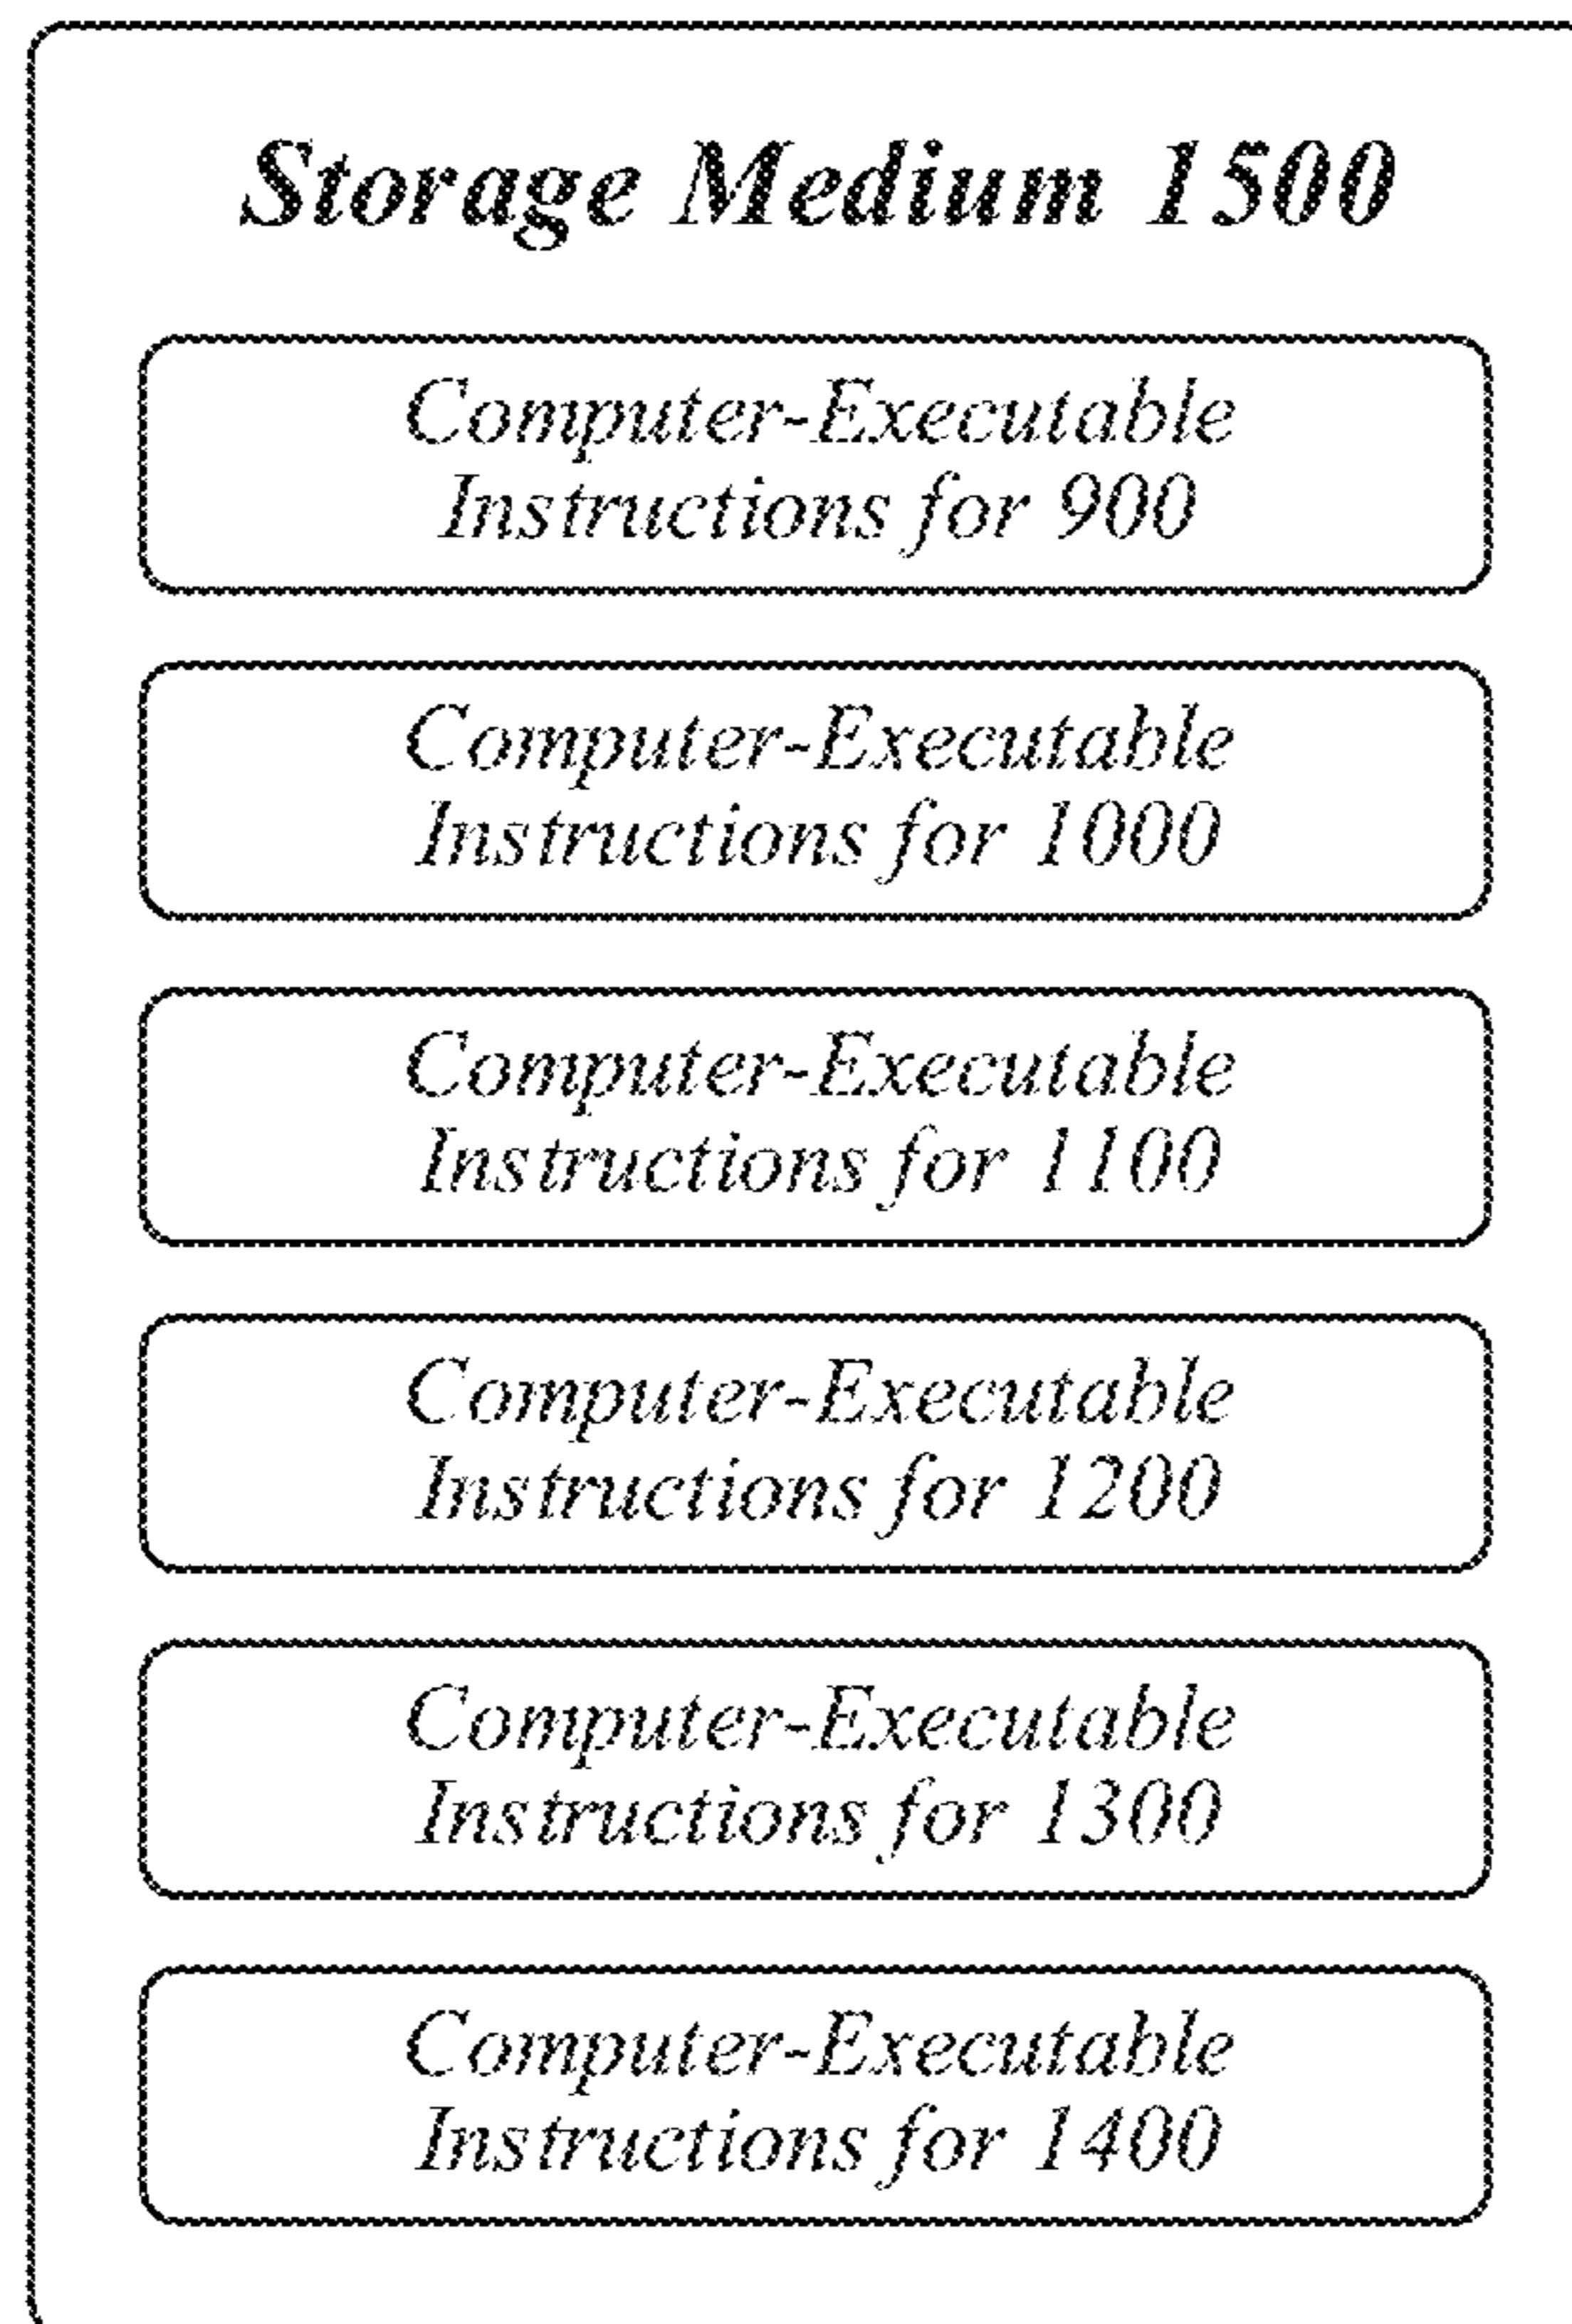 Storage Medium 1500
Computer-Executable
Instructions for 900
Computer-Executable
Instructions for 1000
Computer-Executable
Instructions for 1100
Computer-Executable
Instructions for 1200
Computer-Executable
Instructions for 1300
Computer-Executable
Instructions for 1400